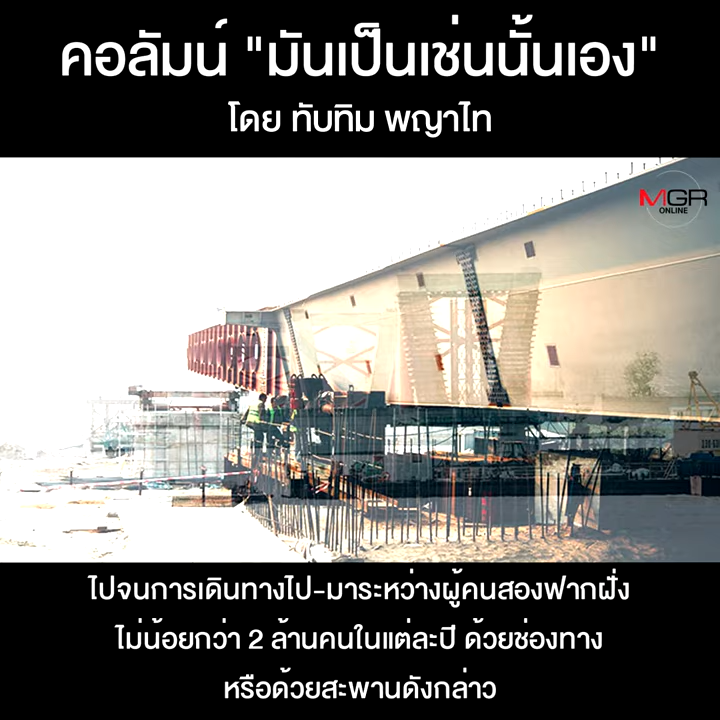 คอลัมน์ "มันเป็นเช่นนั้นเอง"
โดย ทับทิม พญาไท
MGR
ONLINE
ไปจนการเดินทางไป-มาระหว่างผู้คนสองฟากฝั่ง
ไม่น้อยกว่า 2 ล้านคนในแต่ละปี ด้วยช่องทาง
หรือด้วยสะพานดังกล่าว